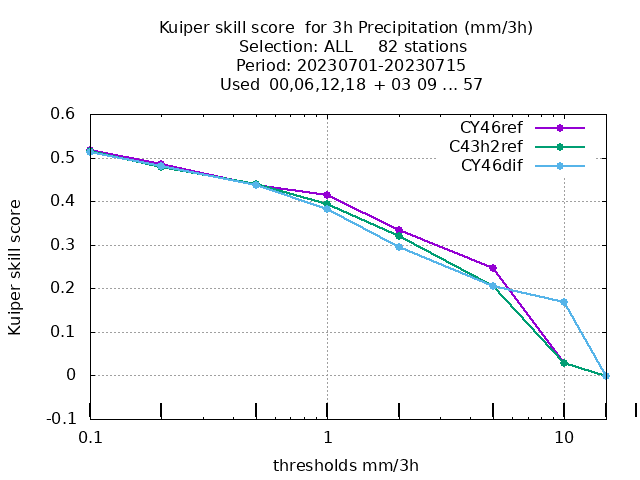 Kuiper skill score  for 3h Precipitation (mm/3h)
Selection: ALL     82 stations
Period: 20230701-20230715
Used  00,06,12,18  + 03 09 ... 57
CY46ref
C43h2ref
CY46dif
0.6
0.5
0.4
0.3
0.2
0.1
0
-0.1
Kuiper skill score
0.1
1
10
thresholds mm/3h